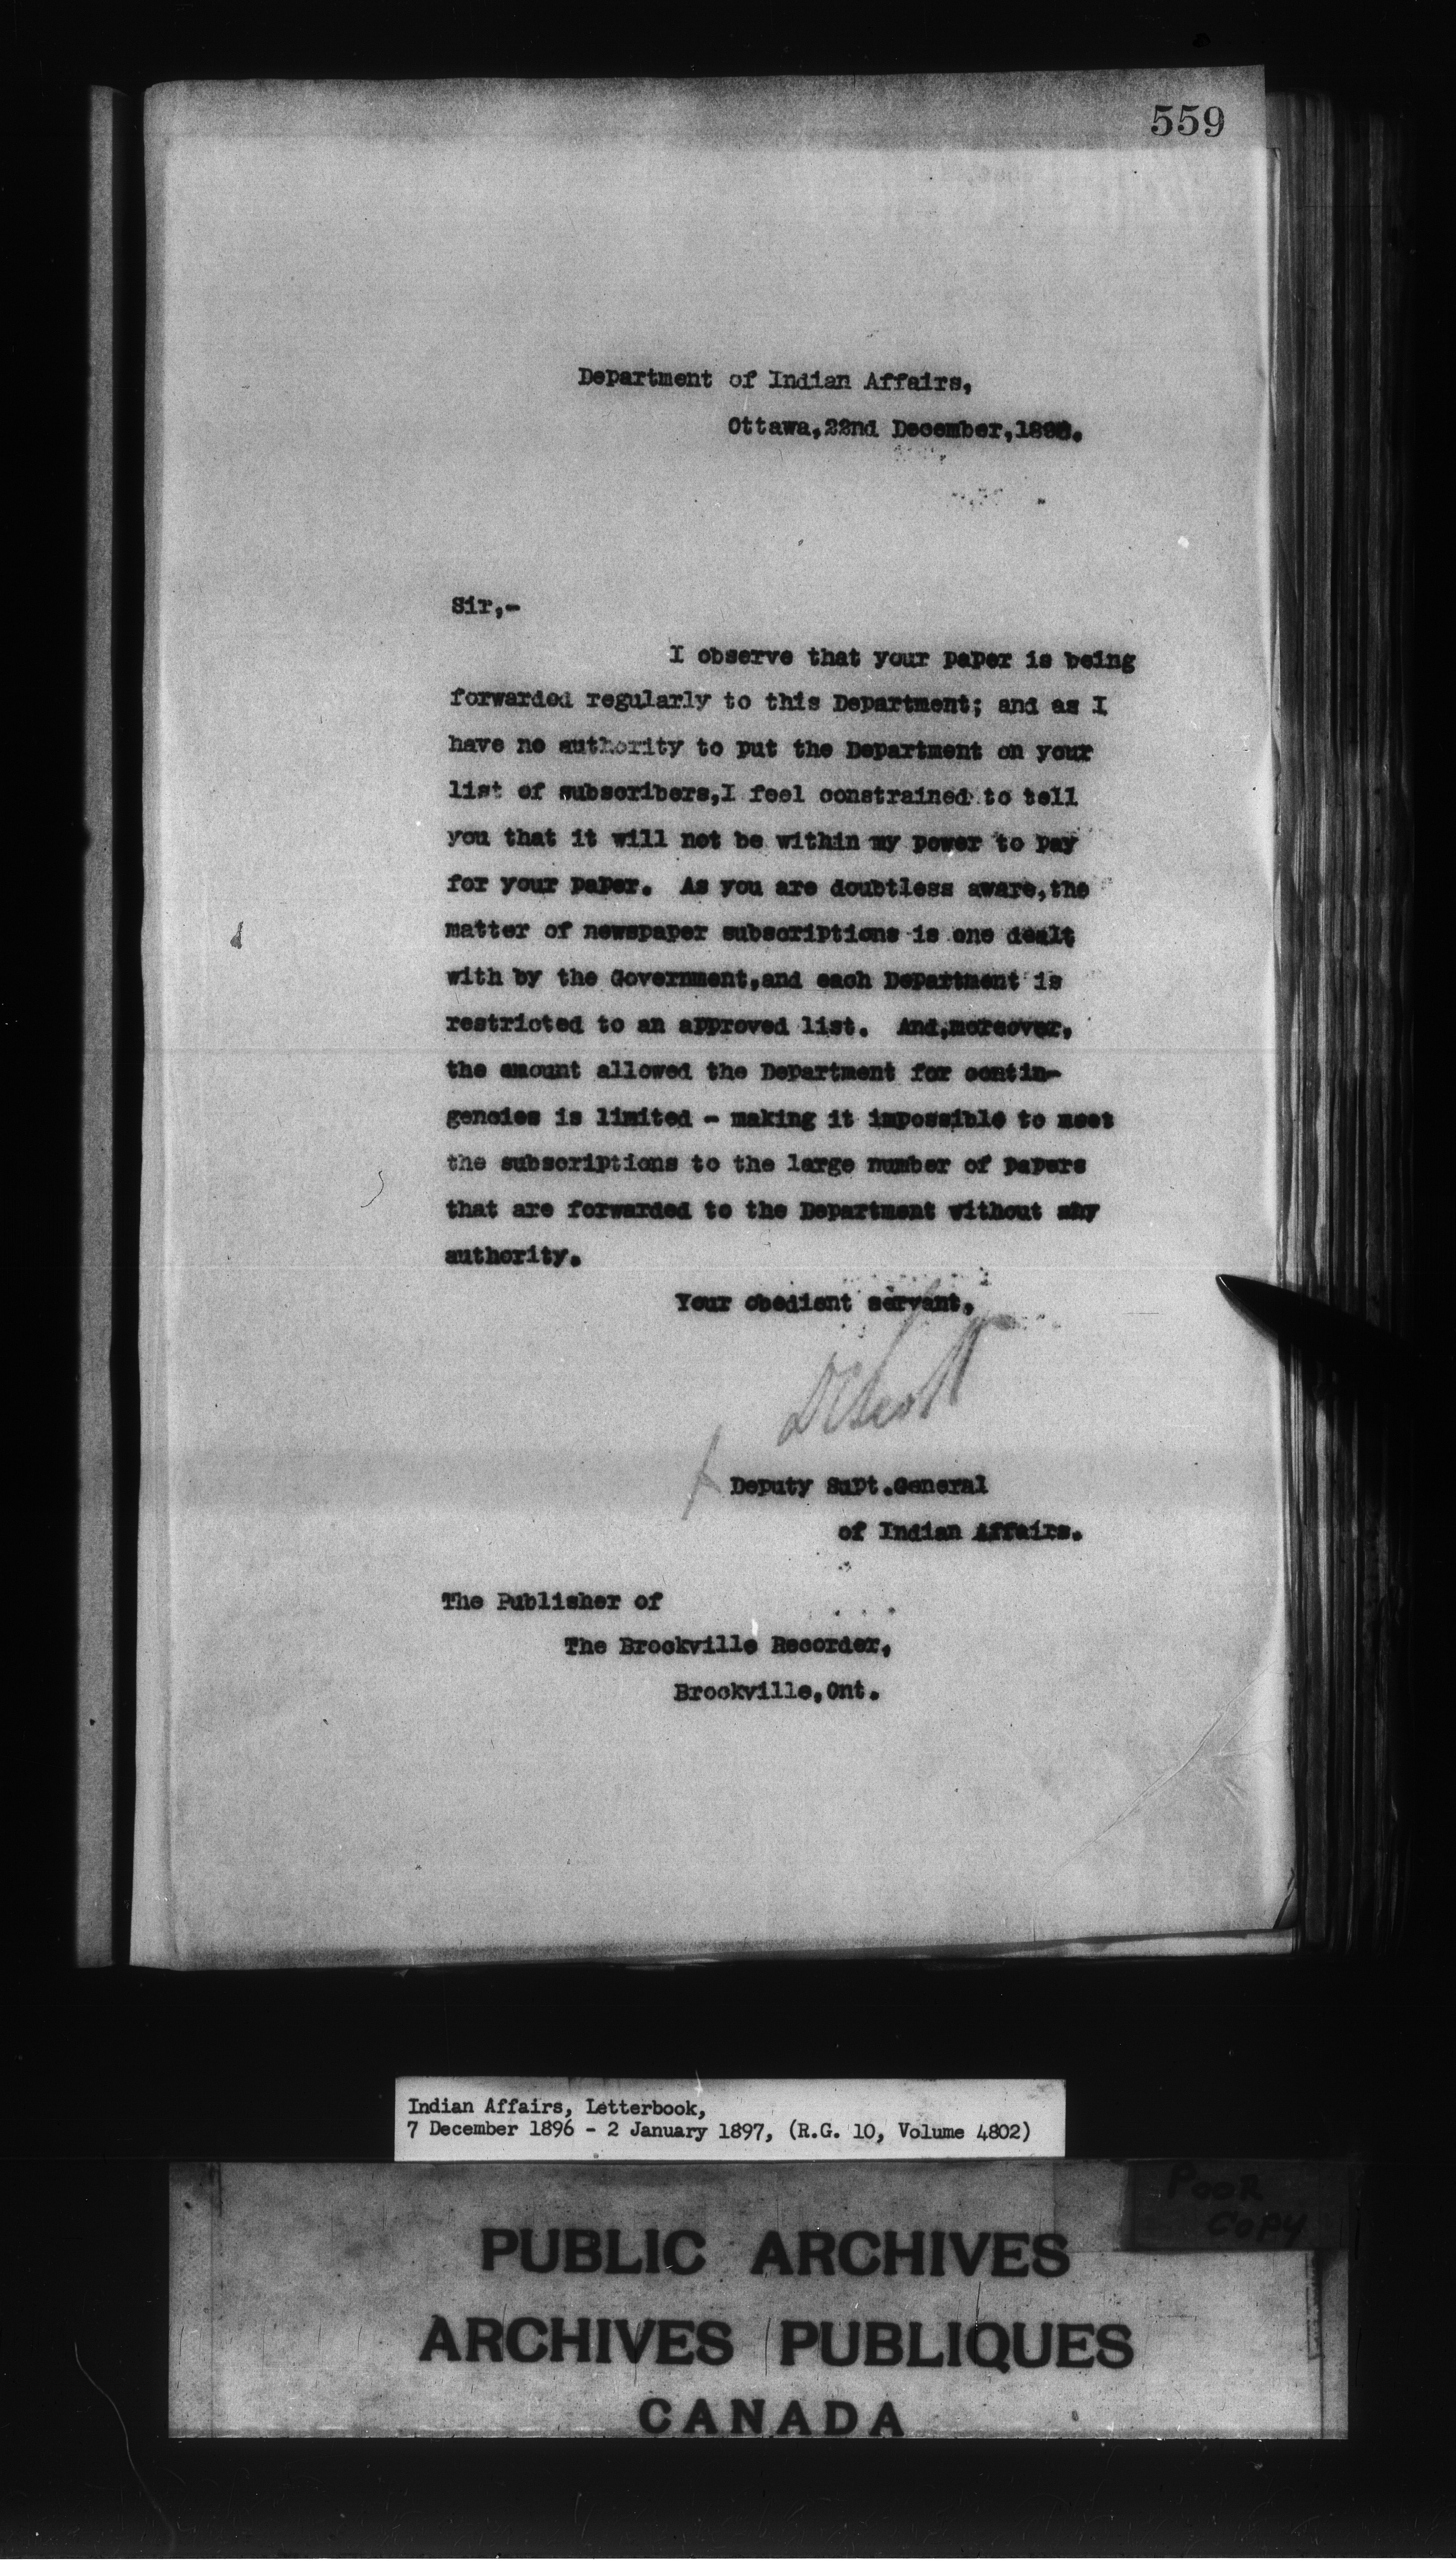 559
Department of Indian Affairs,
Ottawa,22nd December,1896.
Sir,-
I observe that your paper is being
forwarded regularly to this Department; and as I
have no authority to put the Department on your
list of subscribers,I feel constrained to tell
you that it will not be within my power to pay
for your paper. As you are doubtless aware,the
matter of newspaper subscriptions is one dealt
with by the Government,and each Department is
restricted to an approved list. And,moreover,
the amount allowed the Department for contin-
gencies is limited - making it impossible to meet
the subscriptions to the large number of papers
that are forwarded to the Department without any
authority.
Your obedient servant,
D C Scott
Deputy Supt.General
of Indian Affairs.
The Publisher of
The Brockville Recorder,
Brockville,Ont.
Indian Affairs, Letterbook,
7 December 1896 - 2 January 1897, (R.G. 10, Volume 4802)
POOR
COPY
PUBLIC ARCHIVES
ARCHIVES PUBLIQUES
CANADA